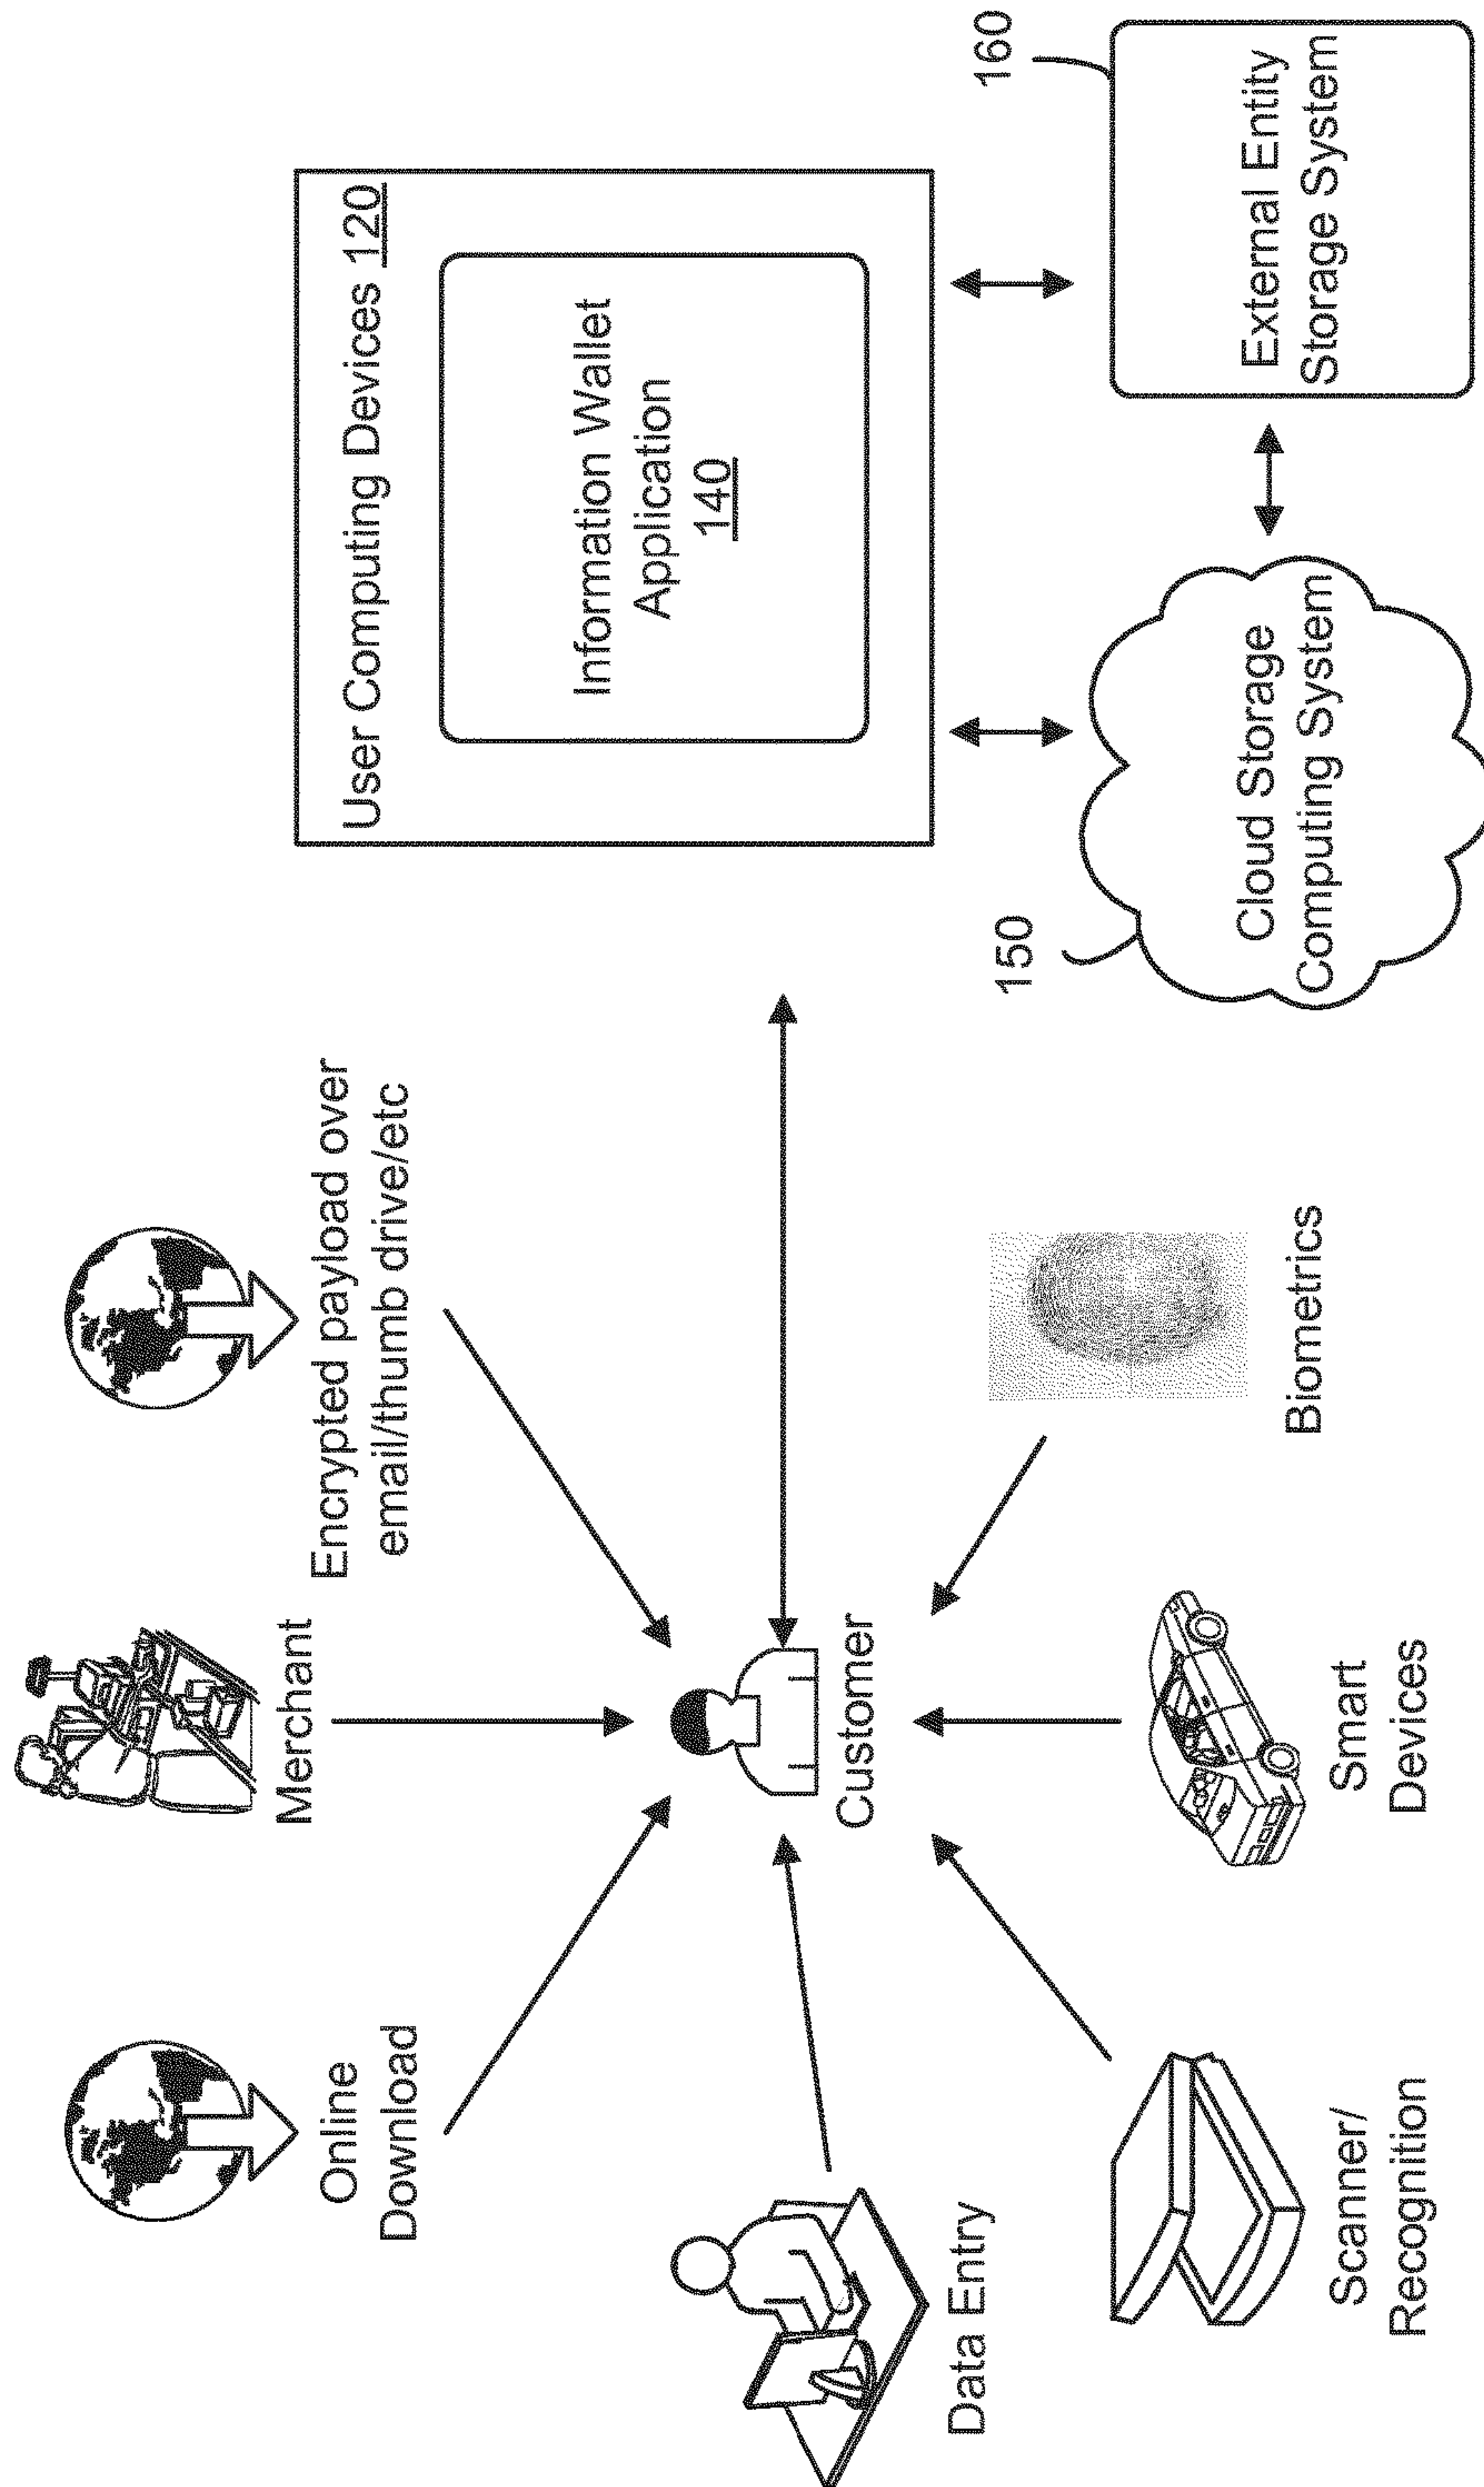 Online
Download
Merchant
Encrypted payload over
email/thumb drive/etc
Data Entry
Customer
Scanner/
Recognition
Smart
Devices
Biometrics
User Computing Devices 120
Information Wallet
Application
140
150
Cloud Storage
Computing System
160
External Entity
Storage System